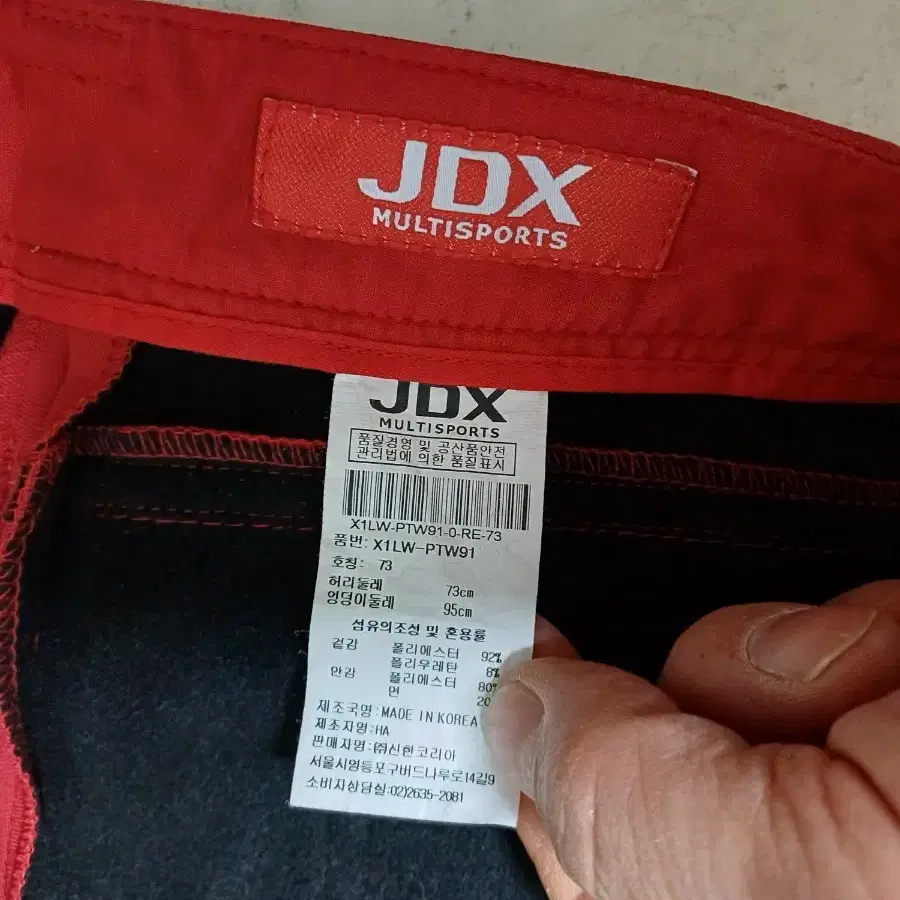 JDX
MULTISPORTS
JDX
MULTISPORTS
품질경영 및 공산품안전
관리법에 의한 품질표시
X1LW-PTW91-0-RE-73
품번: X1LW-PTW91
호칭: 73
허리둘레 73cm
엉덩이둘레 95cm
섬유의조성 및 혼용률
겉감 폴리에스터 92%
폴리우레탄 8%
안감 폴리에스터 80%
면 20
제조국명:MADE IN KOREA
제조자명:HA
판매자명:㈜신한코리아
서울시영등포구버드나루로14길9
소비자상담실:02)2635-2081